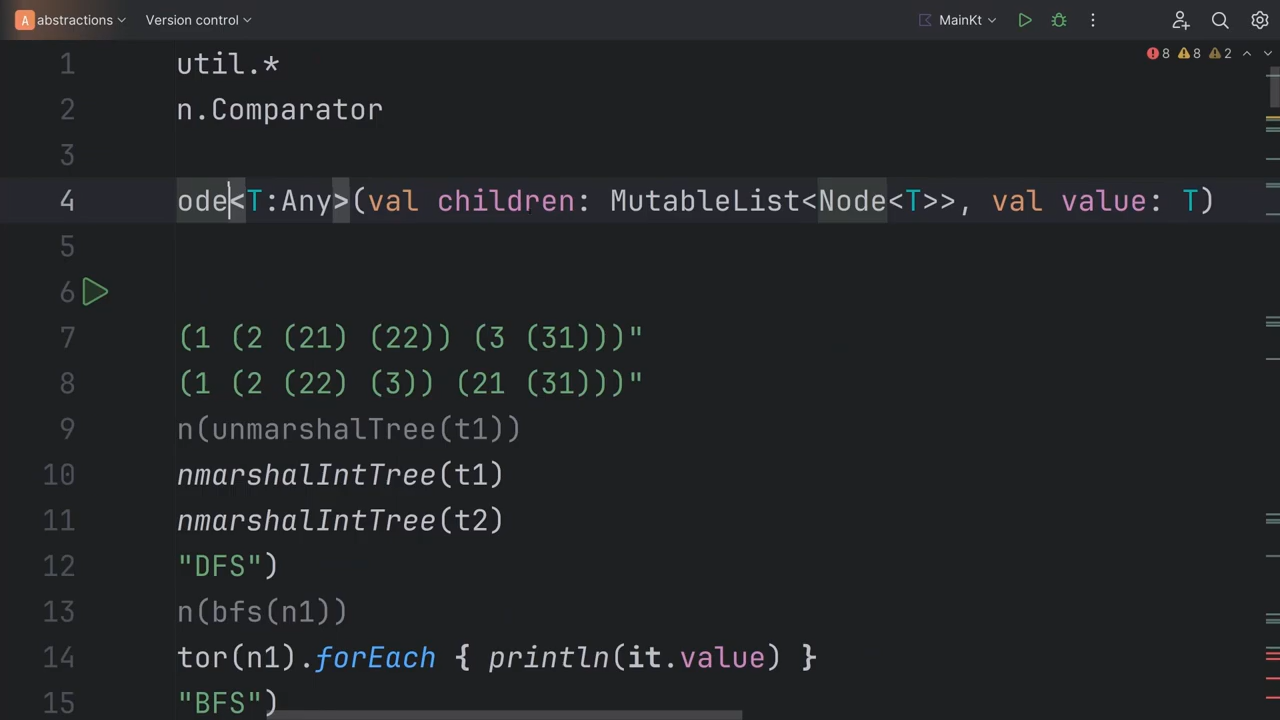 A abstractions Version control MainKt
8 8 2
1 util.*
2 n.Comparator
3
4 ode<T:Any>(val children: MutableList<Node<T>>, val value: T)
5
6
7 (1 (2 (21) (22)) (3 (31)))"
8 (1 (2 (22) (3)) (21 (31)))"
9 n(unmarshalTree(t1))
10 nmarshalIntTree(t1)
11 nmarshalIntTree(t2)
12 "DFS")
13 n(bfs(n1))
14 tor(n1).forEach { println(it.value) }
15 "BFS")